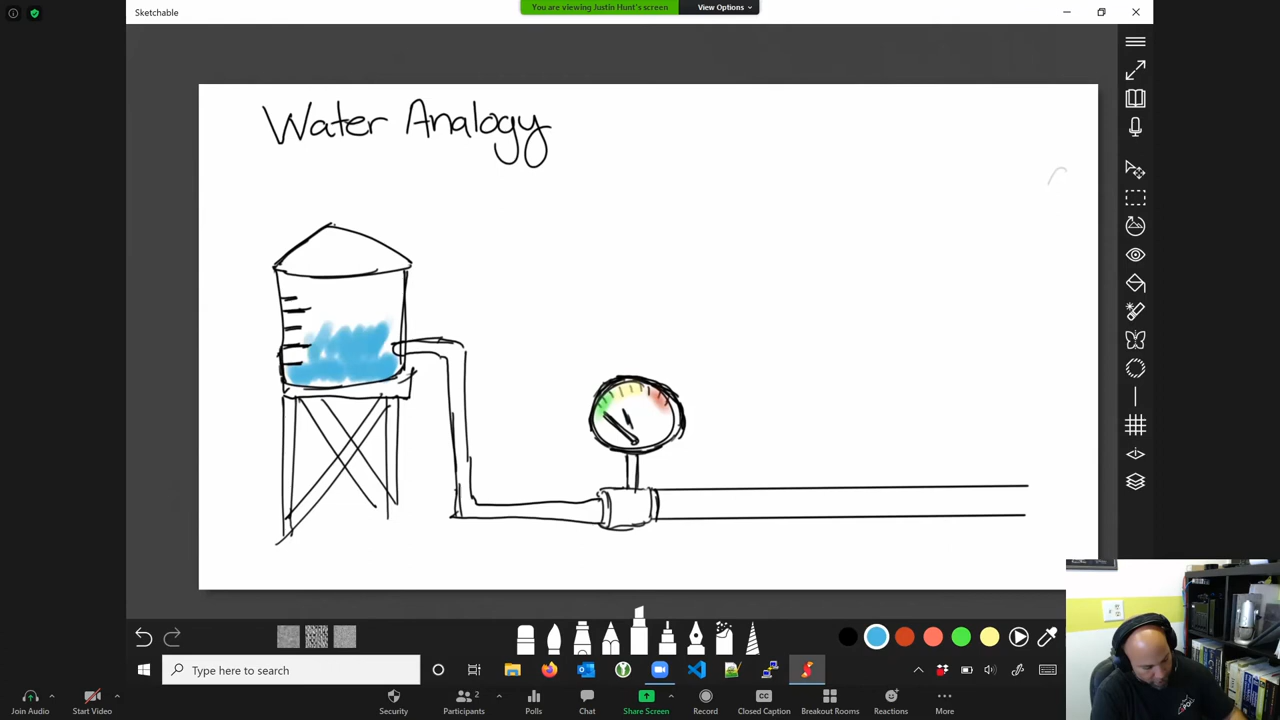 You are viewing Justin Hunt's screen
View Options
Sketchable
Water Analogy
Type here to search
Join Audio
Start Video
Security
Participants
2
Polls
Chat
Share Screen
Record
Closed Caption
Breakout Rooms
Reactions
More